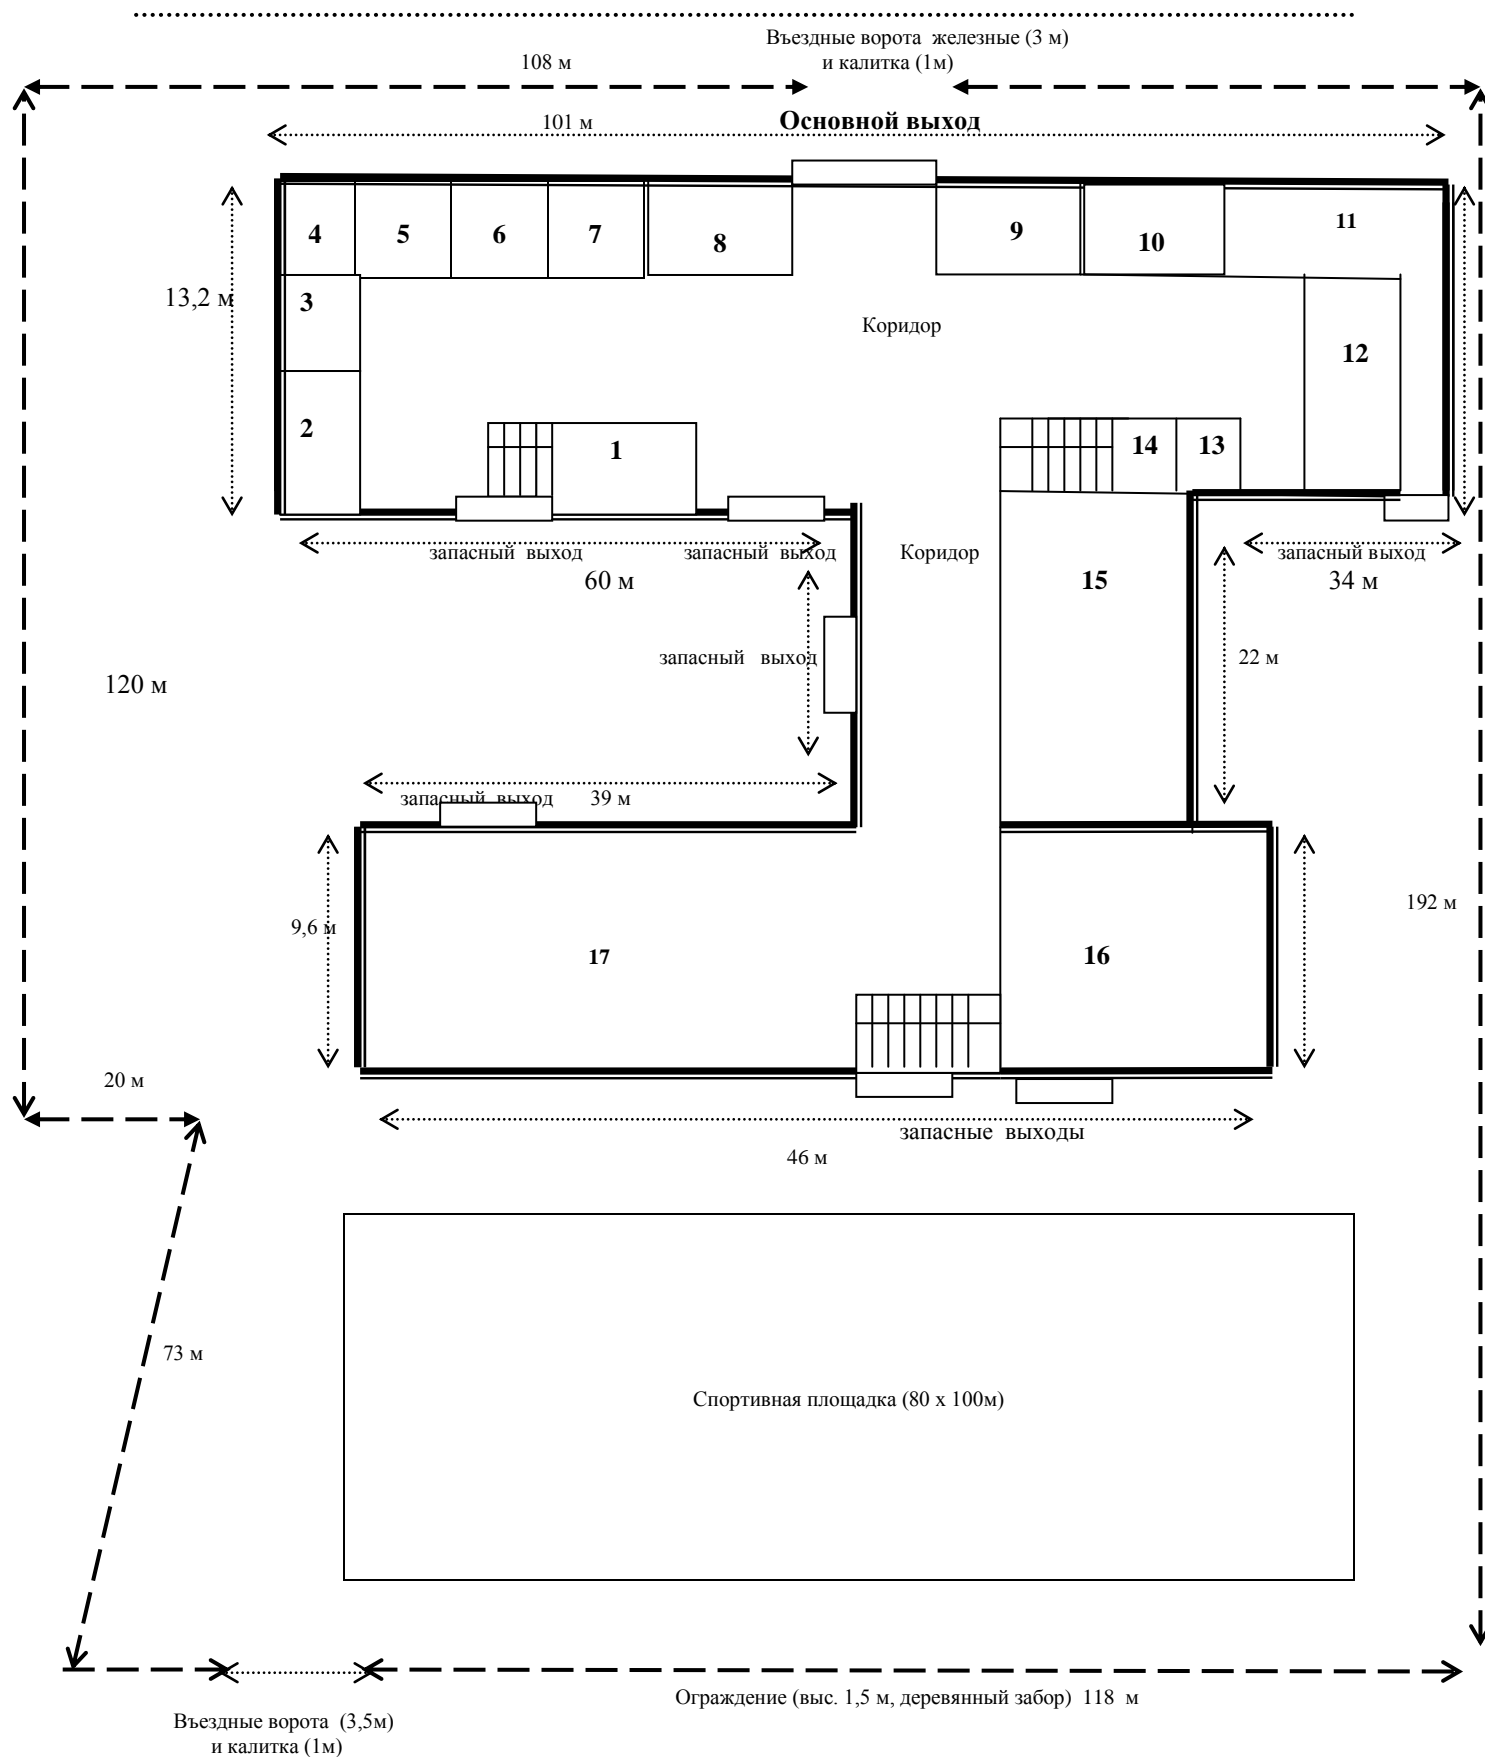 Въездные ворота железные (3 м)
и калитка (1м)
108 м
101 м
Основной выход
4
5
6
7
8
9
10
11
13,2 м
3
Коридор
12
2
1
14
13
запасный выход
запасный выход
Коридор
запасный выход
60 м
15
34 м
запасный выход
22 м
120 м
запасный выход
39 м
9,6 м
17
16
192 м
20 м
запасные выходы
46 м
73 м
Спортивная площадка (80 х 100м)
Ограждение (выс. 1,5 м, деревянный забор) 118 м
Въездные ворота (3,5м)
и калитка (1м)